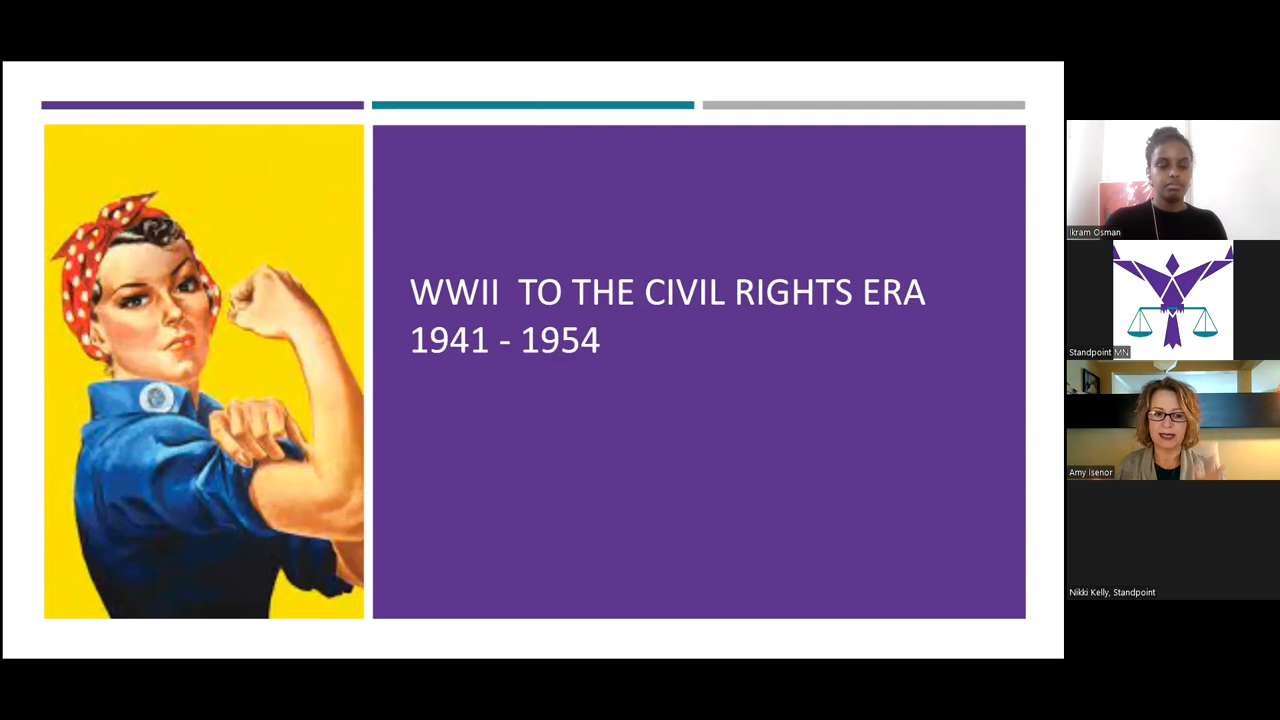 WWII  TO THE CIVIL RIGHTS ERA
1941 - 1954
Ikram Osman
Standpoint MN
Amy Isenor
Nikki Kelly, Standpoint